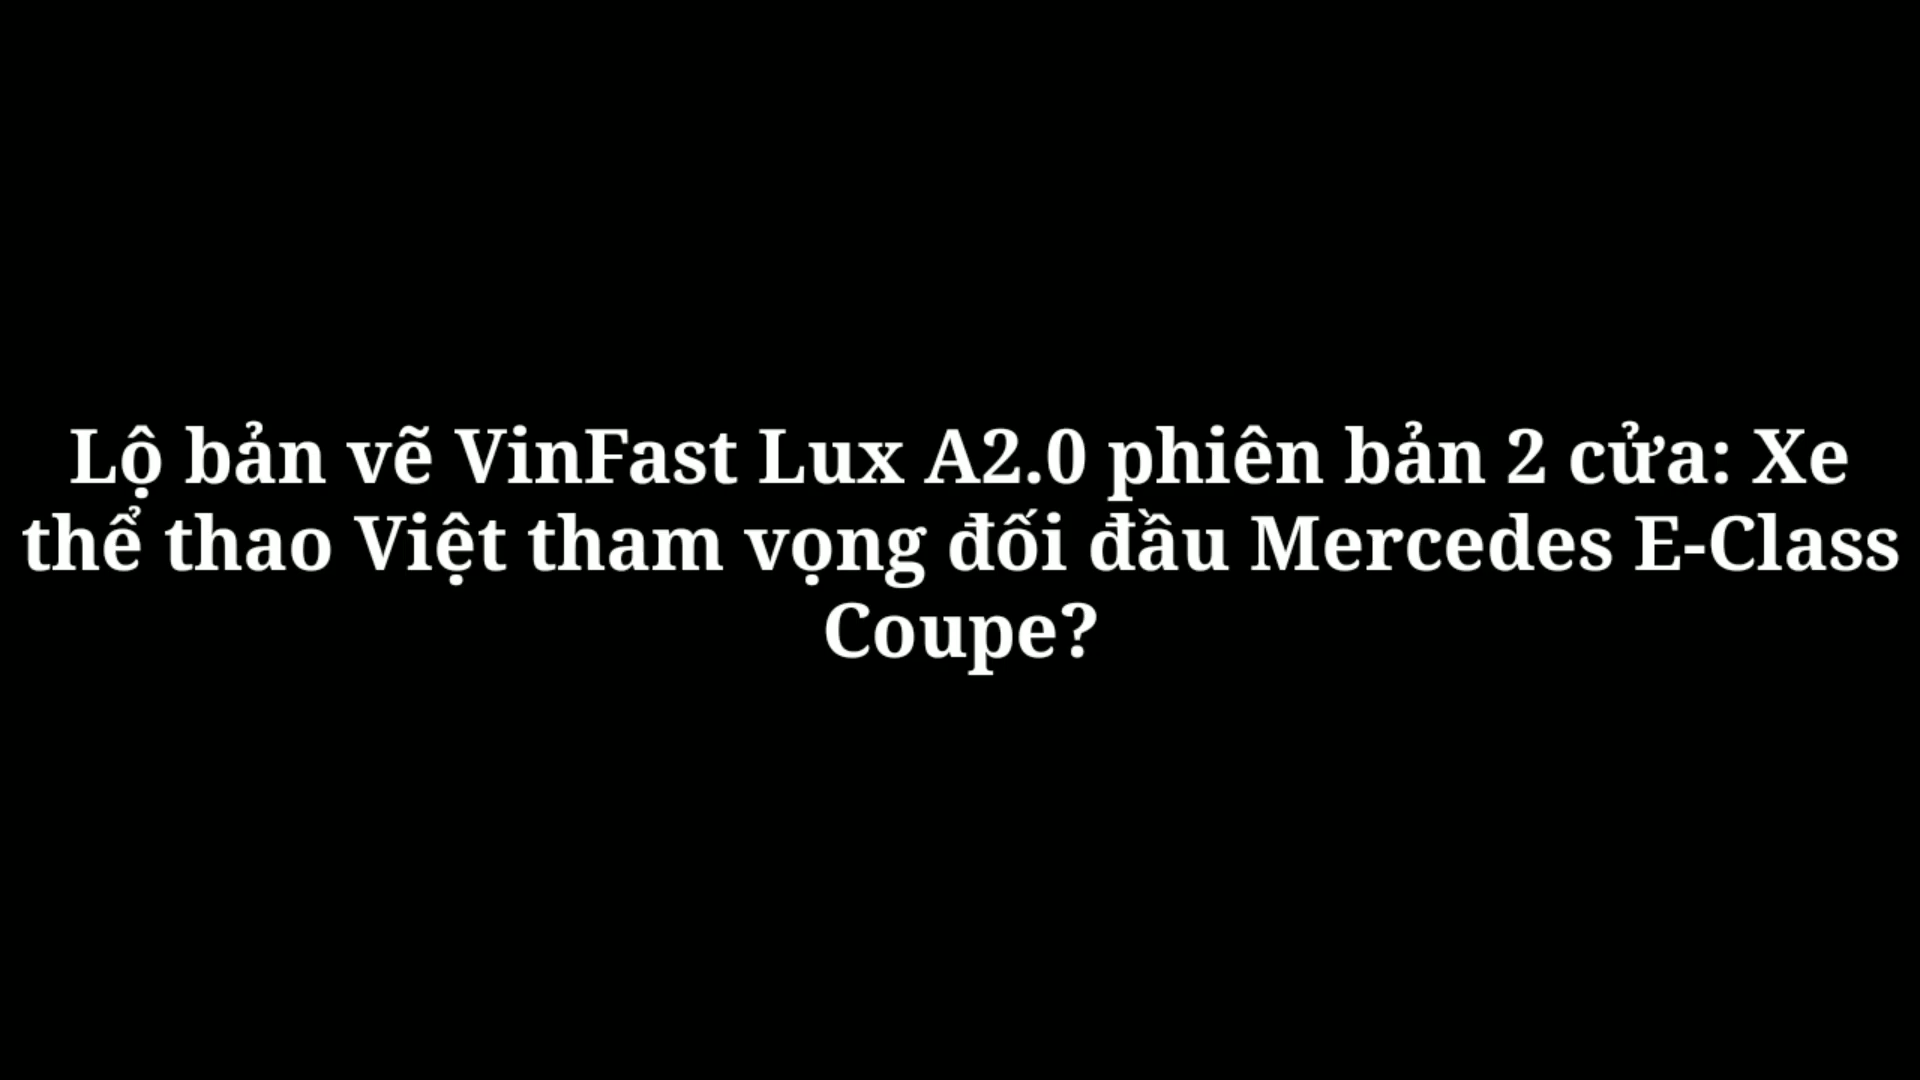 Lộ bản vẽ VinFast Lux A2.0 phiên bản 2 cửa: Xe
thể thao Việt tham vọng đối đầu Mercedes E-Class
Coupe?